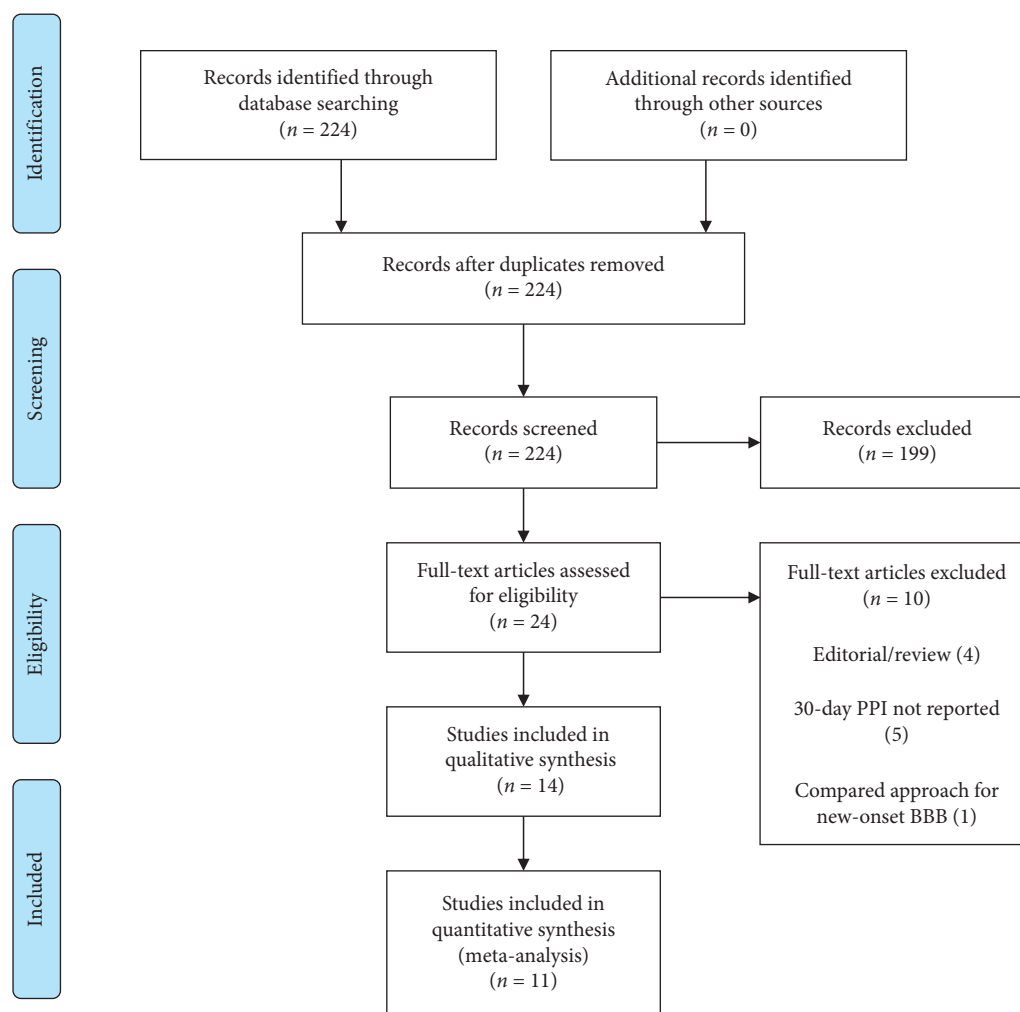 Identification
Records identified through
database searching
(n = 224)
Additional records identified
through other sources
(n = 0)
Records after duplicates removed
(n = 224)
Screening
Records screened
(n = 224)
Records excluded
(n = 199)
Eligibility
Full-text articles assessed
for eligibility
(n = 24)
Full-text articles excluded
(n = 10)
Editorial/review (4)
30-day PPI not reported
(5)
Compared approach for
new-onset BBB (1)
Studies included in
qualitative synthesis
(n = 14)
Included
Studies included in
quantitative synthesis
(meta-analysis)
(n = 11)